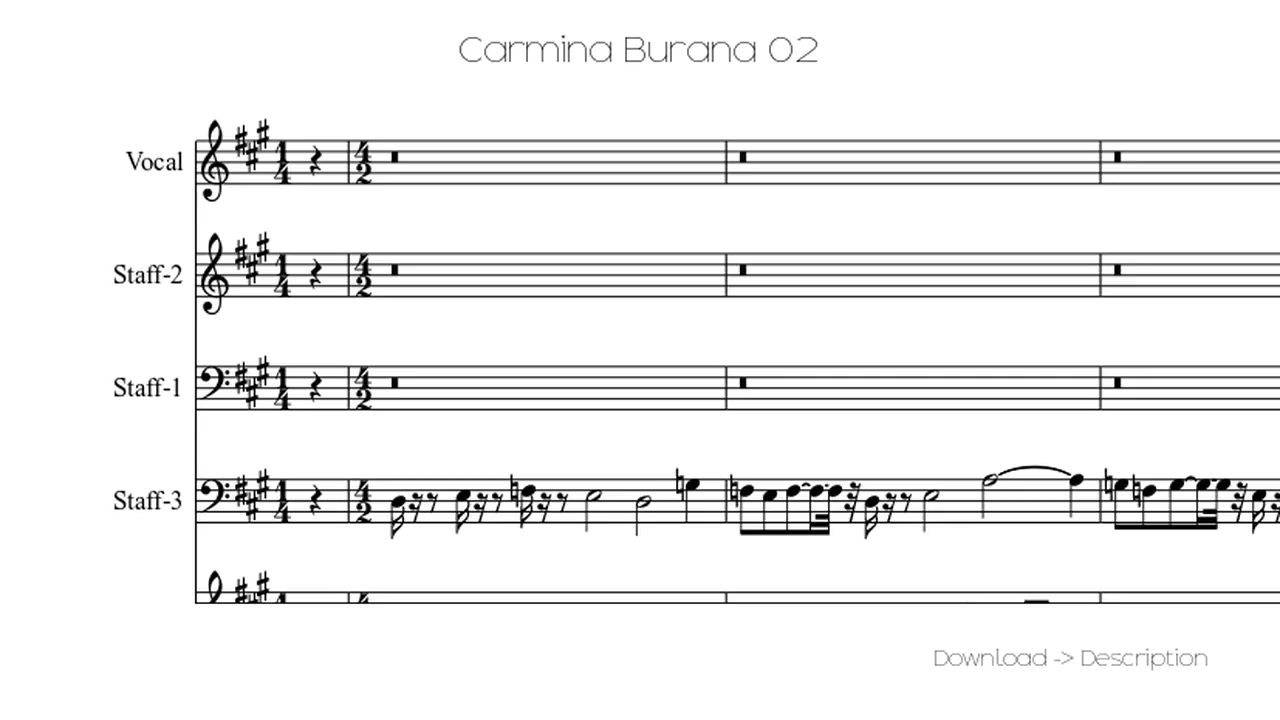 Carmina Burana 02
Vocal
Staff-2
Staff-1
Staff-3
Download -> Description